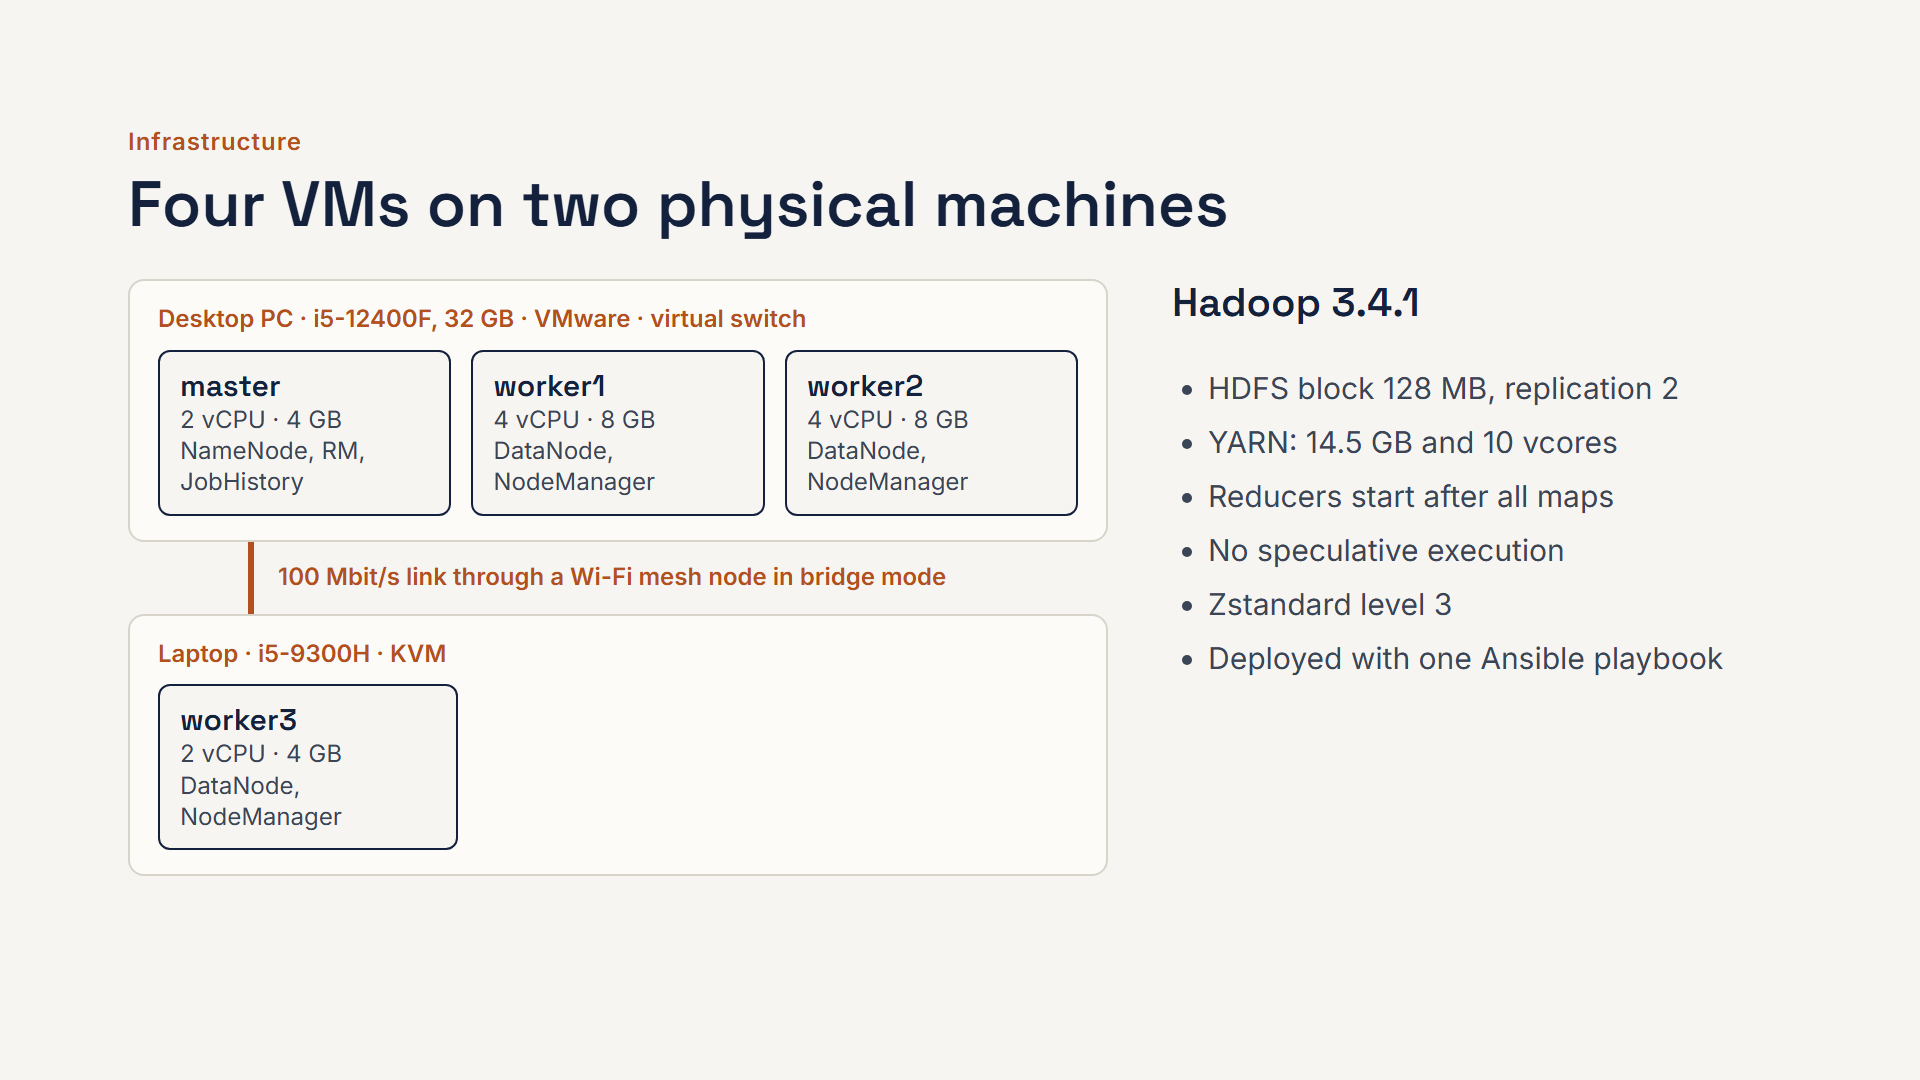 Infrastructure
Four VMs on two physical machines
Desktop PC · i5-12400F, 32 GB · VMware · virtual switch
master
2 vCPU · 4 GB
NameNode, RM,
JobHistory
worker1
4 vCPU · 8 GB
DataNode,
NodeManager
worker2
4 vCPU · 8 GB
DataNode,
NodeManager
100 Mbit/s link through a Wi-Fi mesh node in bridge mode
Laptop · i5-9300H · KVM
worker3
2 vCPU · 4 GB
DataNode,
NodeManager
Hadoop 3.4.1
• HDFS block 128 MB, replication 2
• YARN: 14.5 GB and 10 vcores
• Reducers start after all maps
• No speculative execution
• Zstandard level 3
• Deployed with one Ansible playbook